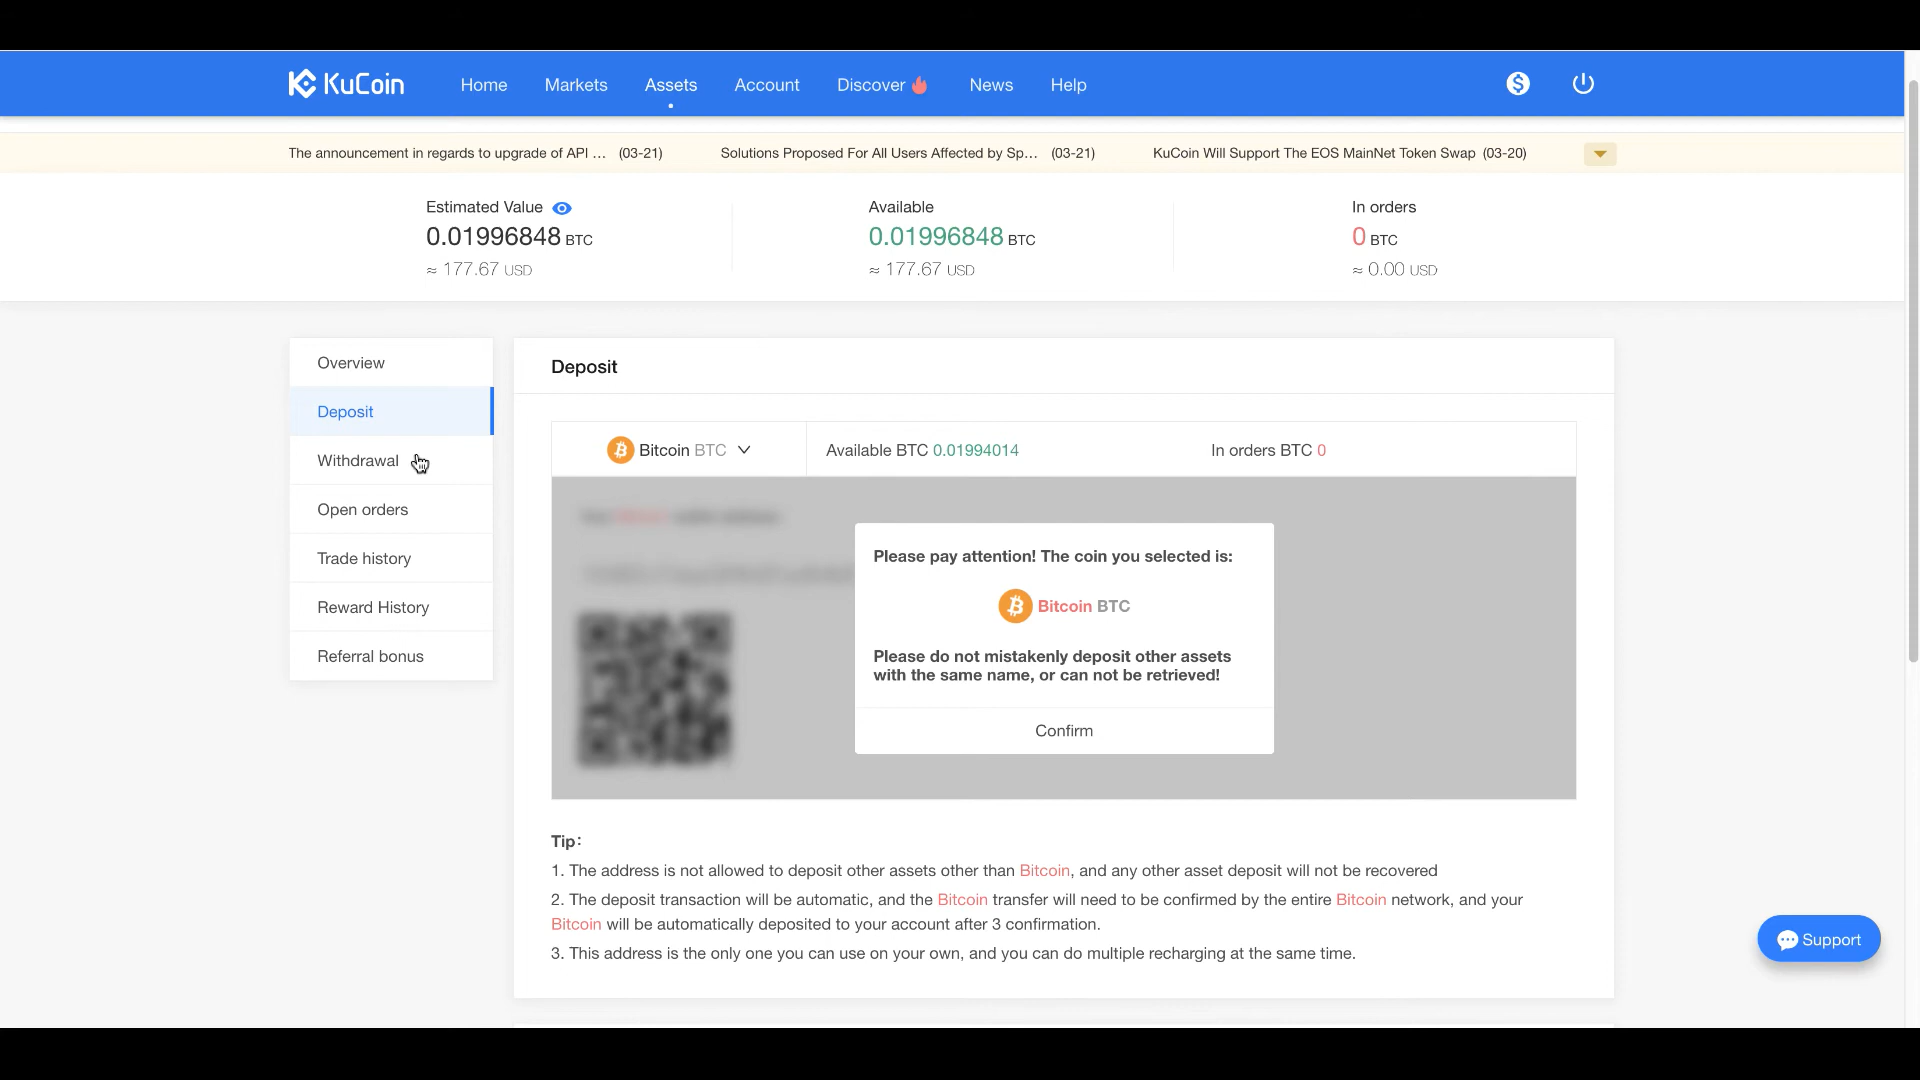 KuCoin
Home Markets Assets Account Discover News Help
The announcement in regards to upgrade of API ... (03-21) Solutions Proposed For All Users Affected by Sp... (03-21) KuCoin Will Support The EOS MainNet Token Swap (03-20)
Estimated Value Available In orders
0.01996848 BTC 0.01996848 BTC 0 BTC
≈ 177.67 USD ≈ 177.67 USD ≈ 0.00 USD
Overview
Deposit
Withdrawal
Open orders
Trade history
Reward History
Referral bonus
Deposit
Bitcoin BTC Available BTC 0.01994014 In orders BTC 0
Please pay attention! The coin you selected is:
Bitcoin BTC
Please do not mistakenly deposit other assets
with the same name, or can not be retrieved!
Confirm
Tip:
1. The address is not allowed to deposit other assets other than Bitcoin, and any other asset deposit will not be recovered
2. The deposit transaction will be automatic, and the Bitcoin transfer will need to be confirmed by the entire Bitcoin network, and your
Bitcoin will be automatically deposited to your account after 3 confirmation.
3. This address is the only one you can use on your own, and you can do multiple recharging at the same time.
Support